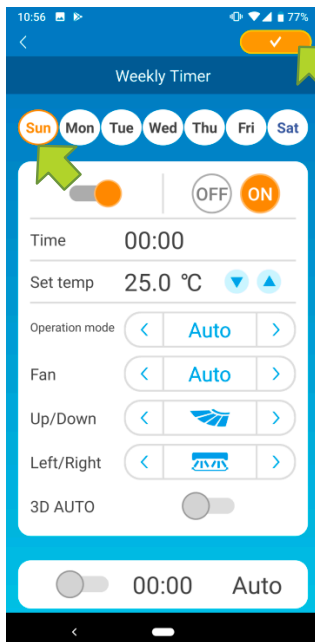 10:56 77%
Weekly Timer
Sun Mon Tue Wed Thu Fri Sat
OFF ON
Time 00:00
Set temp 25.0 ℃
Operation mode Auto
Fan Auto
Up/Down
Left/Right
3D AUTO
00:00 Auto